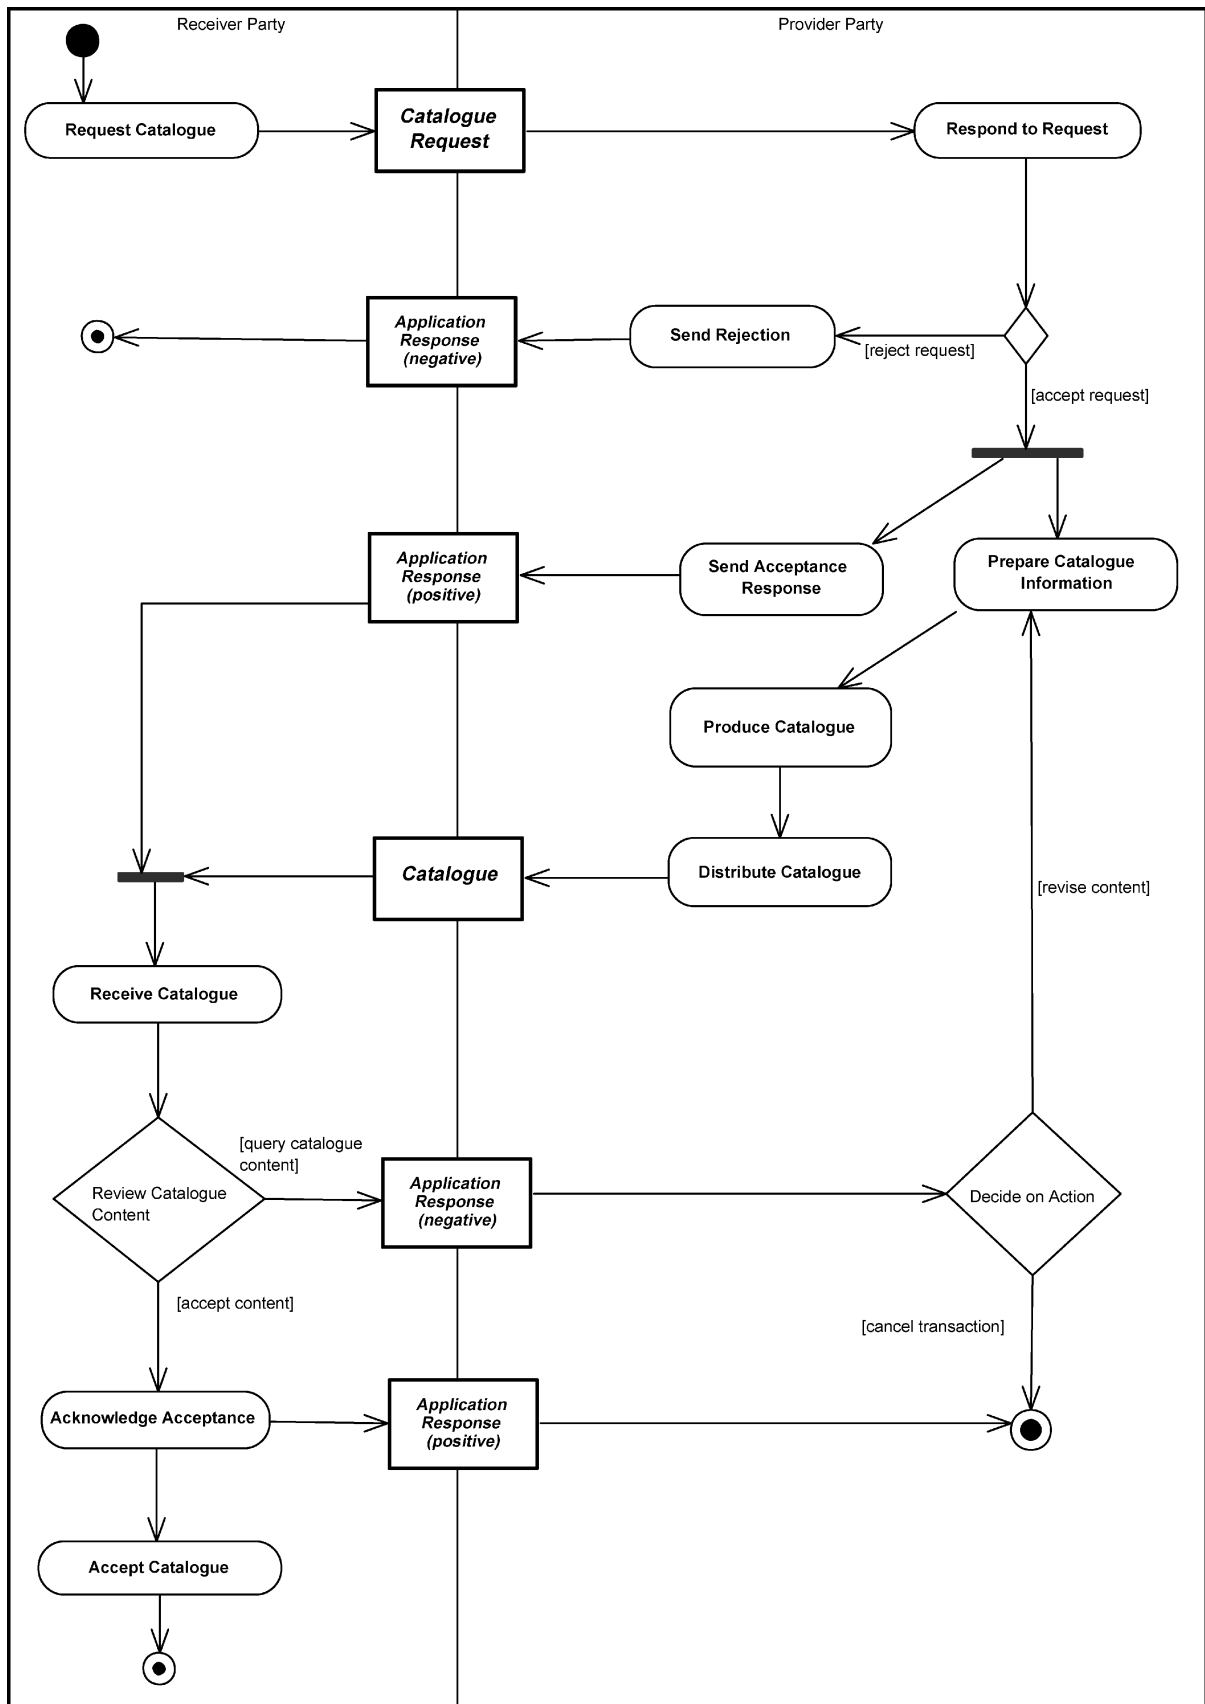 Receiver Party
Provider Party
Request Catalogue
Catalogue
Request
Respond to Request
Application
Response
(negative)
Send Rejection
[reject request]
[accept request]
Application
Response
(positive)
Send Acceptance
Response
Prepare Catalogue
Information
Produce Catalogue
Catalogue
Distribute Catalogue
[revise content]
Receive Catalogue
[query catalogue
content]
Review Catalogue
Content
Application
Response
(negative)
Decide on Action
[accept content]
[cancel transaction]
Acknowledge Acceptance
Application
Response
(positive)
Accept Catalogue